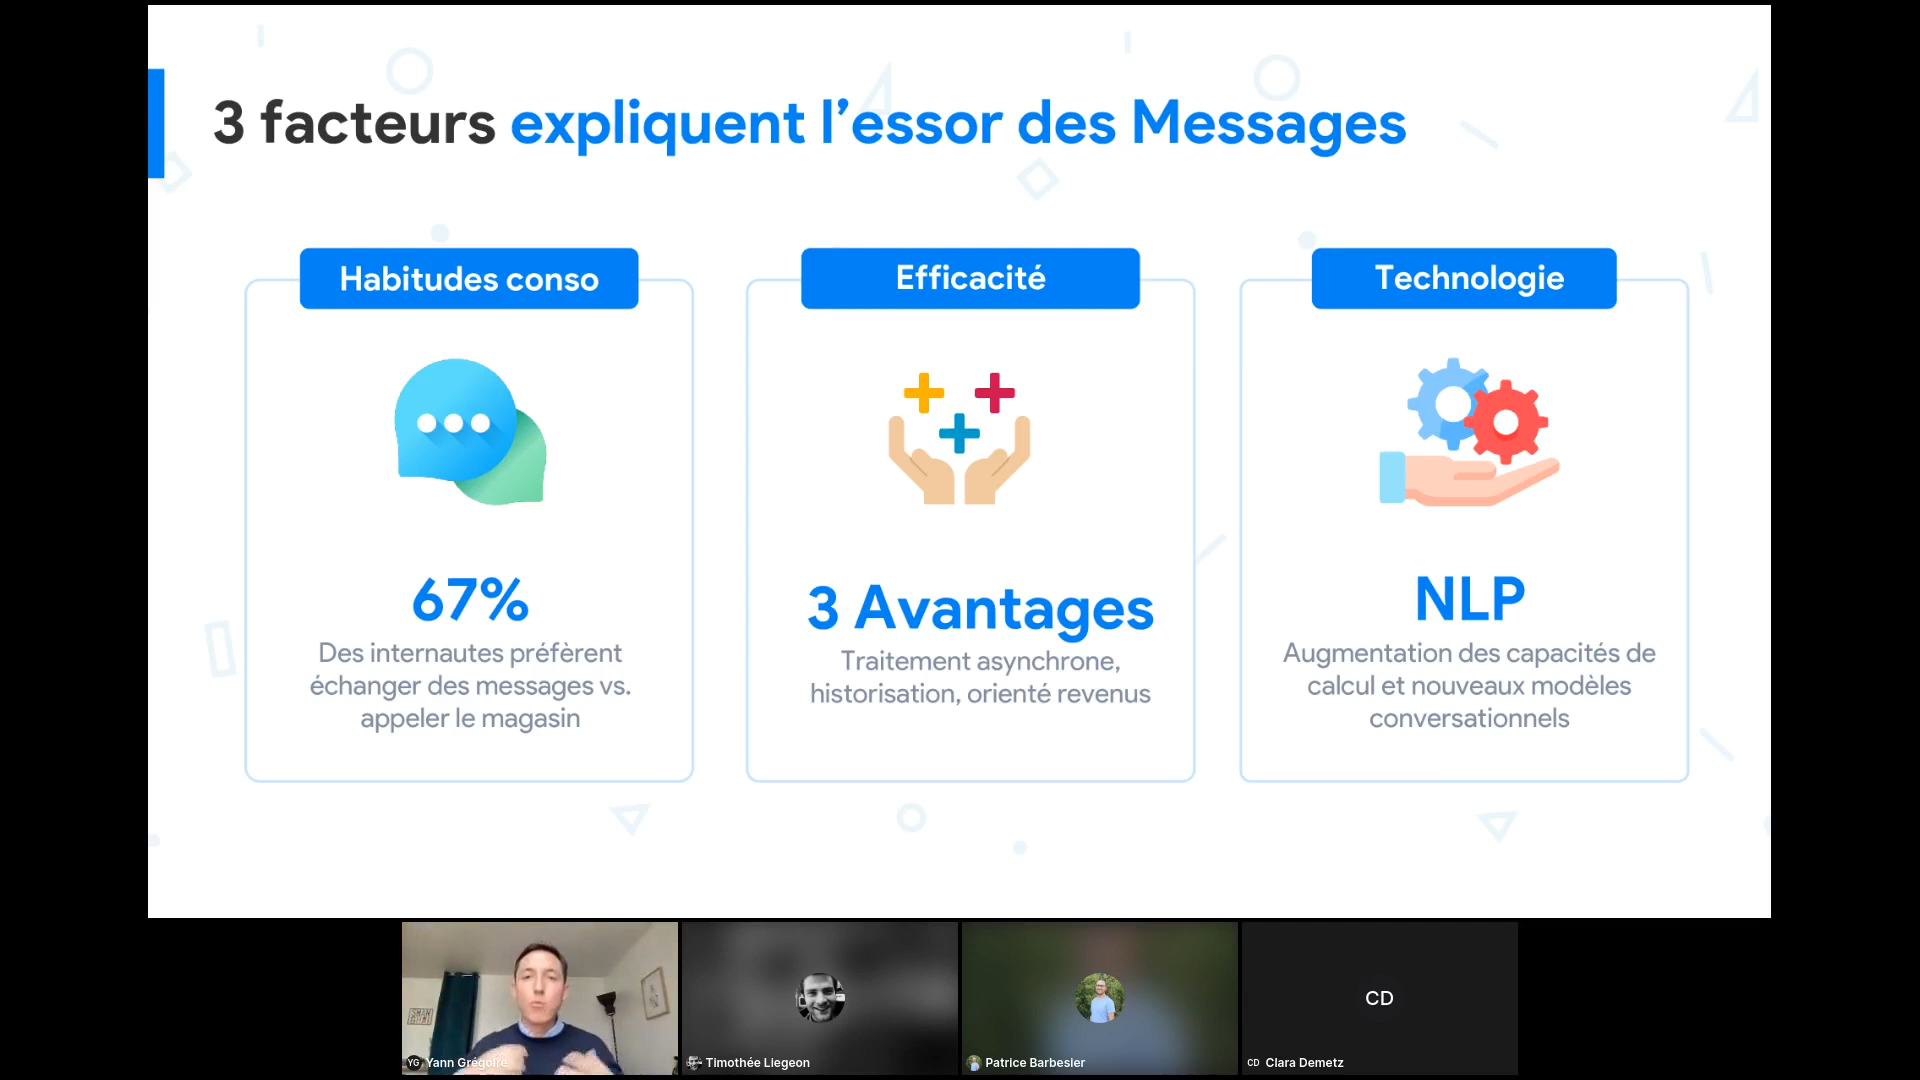 3 facteurs expliquent l’essor des Messages
Habitudes conso
Efficacité
Technologie
67%
Des internautes préfèrent
échanger des messages vs.
appeler le magasin
3 Avantages
Traitement asynchrone,
historisation, orienté revenus
NLP
Augmentation des capacités de
calcul et nouveaux modèles
conversationnels
YG Yann Grégoire
Timothée Liegeon
Patrice Barbesier
CD
CD Clara Demetz